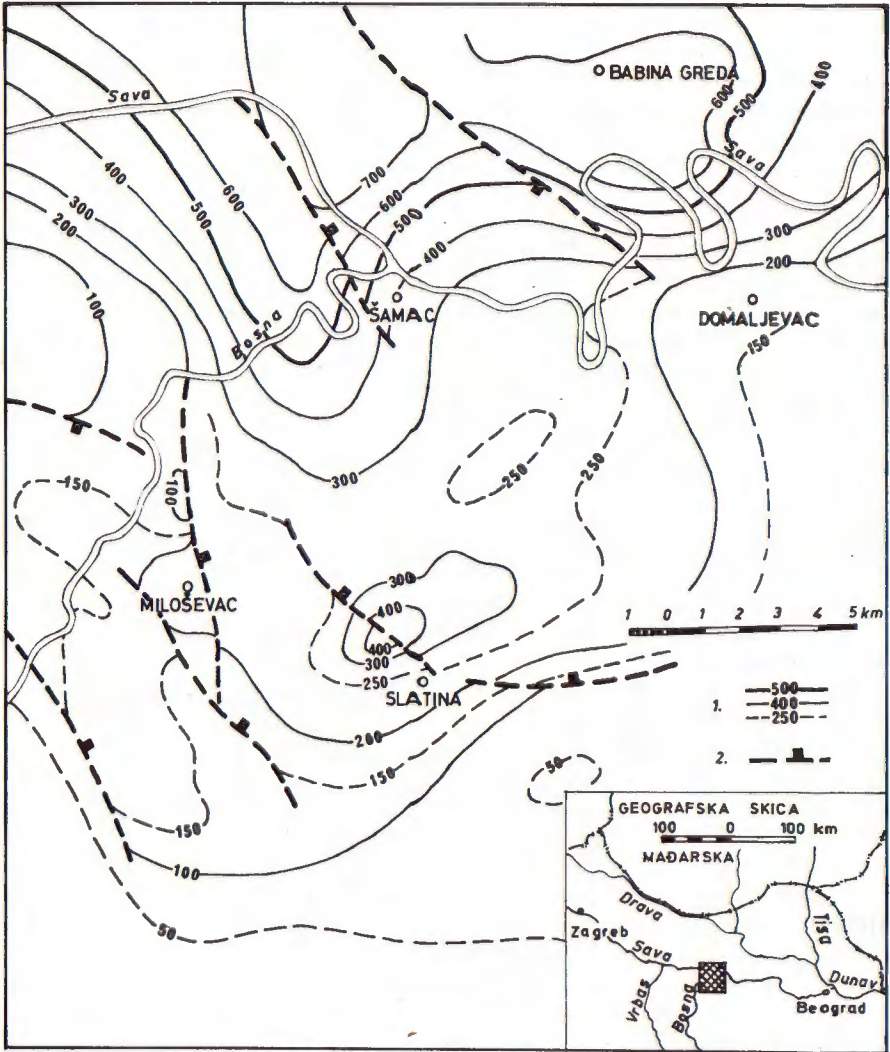 BABINA GREDA
Sava
400
600
500
Sava
400
700
600
600
300
500
500
200
400
300
200
100
Bosna
ŠAMAC
DOMALJEVAC
150
300
250
250
150
100
300
400
MILOŠEVAC
400
300
250
SLATINA
1 0 1 2 3 4 5 km
200
150
50
150
100
50
1. 500
400
250
2.
GEOGRAFSKA SKICA
100 0 100 km
MAĐARSKA
Drava
Tisa
Zagreb
Sava
Dunav
Vrbas
Bosna
Beograd